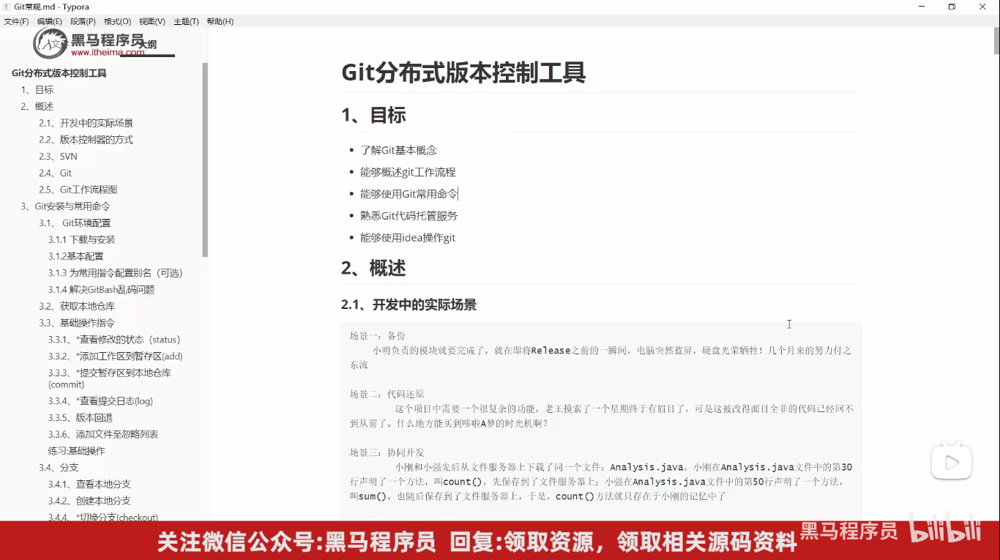 Git常规.md - Typora
文件(F) 编辑(E) 段落(P) 格式(O) 视图(V) 主题(T) 帮助(H)
黑马程序员
www.itheima.com
文件
大纲
Git分布式版本控制工具
1、目标
2、概述
2.1、开发中的实际场景
2.2、版本控制器的方式
2.3、SVN
2.4、Git
2.5、Git工作流程图
3、Git安装与常用命令
3.1、 Git环境配置
3.1.1 下载与安装
3.1.2基本配置
3.1.3 为常用指令配置别名（可选）
3.1.4 解决GitBash乱码问题
3.2、获取本地仓库
3.3、基础操作指令
3.3.1、*查看修改的状态（status）
3.3.2、*添加工作区到暂存区(add)
3.3.3、*提交暂存区到本地仓库
(commit)
3.3.4、*查看提交日志(log)
3.3.5、版本回退
3.3.6、添加文件至忽略列表
练习:基础操作
3.4、分支
3.4.1、查看本地分支
3.4.2、创建本地分支
3.4.4、*切换分支(checkout)
Git分布式版本控制工具
1、目标
了解Git基本概念
能够概述git工作流程
能够使用Git常用命令
熟悉Git代码托管服务
能够使用idea操作git
2、概述
2.1、开发中的实际场景
场景一：备份
小明负责的模块就要完成了，就在即将Release之前的一瞬间，电脑突然蓝屏，硬盘光荣牺牲！几个月来的努力付之
东流
场景二：代码还原
这个项目中需要一个很复杂的功能，老王摸索了一个星期终于有眉目了，可是这被改得面目全非的代码已经回不
到从前了。什么地方能买到哆啦A梦的时光机啊？
场景三：协同开发
小刚和小强先后从文件服务器上下载了同一个文件：Analysis.java。小刚在Analysis.java文件中的第30
行声明了一个方法，叫count()，先保存到了文件服务器上；小强在Analysis.java文件中的第50行声明了一个方法，
叫sum()，也随后保存到了文件服务器上，于是，count()方法就只存在于小刚的记忆中了
关注微信公众号:黑马程序员 回复:领取资源，领取相关源码资料
黑马程序员 bilibili